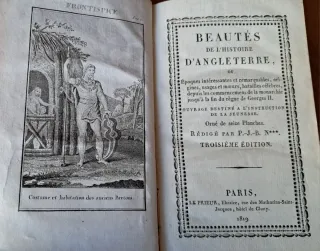 FRONTISPICE
Costume et habitation des anciens Bretons
BEAUTÉS
DE L'HISTOIRE
D'ANGLETERRE,
OU
Époques intéressantes et remarquables, origines,
usages et mœurs, batailles célèbres,
depuis les commencemens de la monarchie
jusqu'à la fin du règne de Georges II.
OUVRAGE DESTINÉ A L'INSTRUCTION
DE LA JEUNESSE.
Orné de seize Planches.
RÉDIGÉ PAR P.-J.-B. N***.
TROISIÈME ÉDITION.
PARIS,
LE PRIEUR, Libraire, rue des Mathurins-Saint-
Jacques, hôtel de Cluny.
1819.